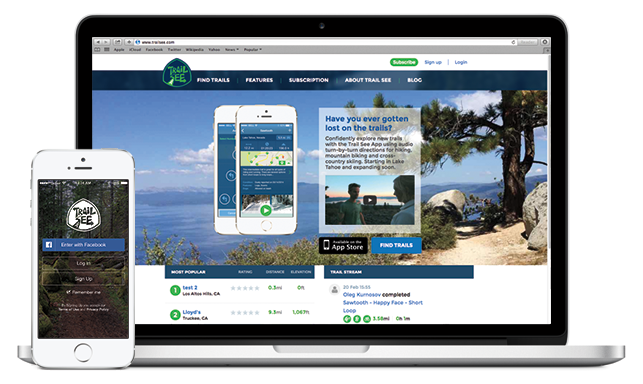 www.trailsee.com
Apple iCloud Facebook Twitter Wikipedia Yahoo News Popular
Subscribe Sign up Login
TRAIL
SEE
FIND TRAILS FEATURES SUBSCRIPTION ABOUT TRAIL SEE BLOG
Have you ever gotten
lost on the trails?
Confidently explore new trails
with the Trail See App using audio
turn-by-turn directions for hiking,
mountain biking and cross-
country skiing. Starting in Lake
Tahoe and expanding soon.
Available on the
App Store
FIND TRAILS
MOST POPULAR RATING DISTANCE ELEVATION
1 test 2 0.3mi 0ft
Los Altos Hills, CA
2 Lloyd's 9.3mi 1,067ft
Truckee, CA
TRAIL STREAM
20 Feb 15:55
Oleg Kurnosov completed
Sawtooth - Happy Face - Short
Loop
3.58mi 0h 1m
TRAIL
SEE
Enter with Facebook
Log in
Sign Up
Remember me